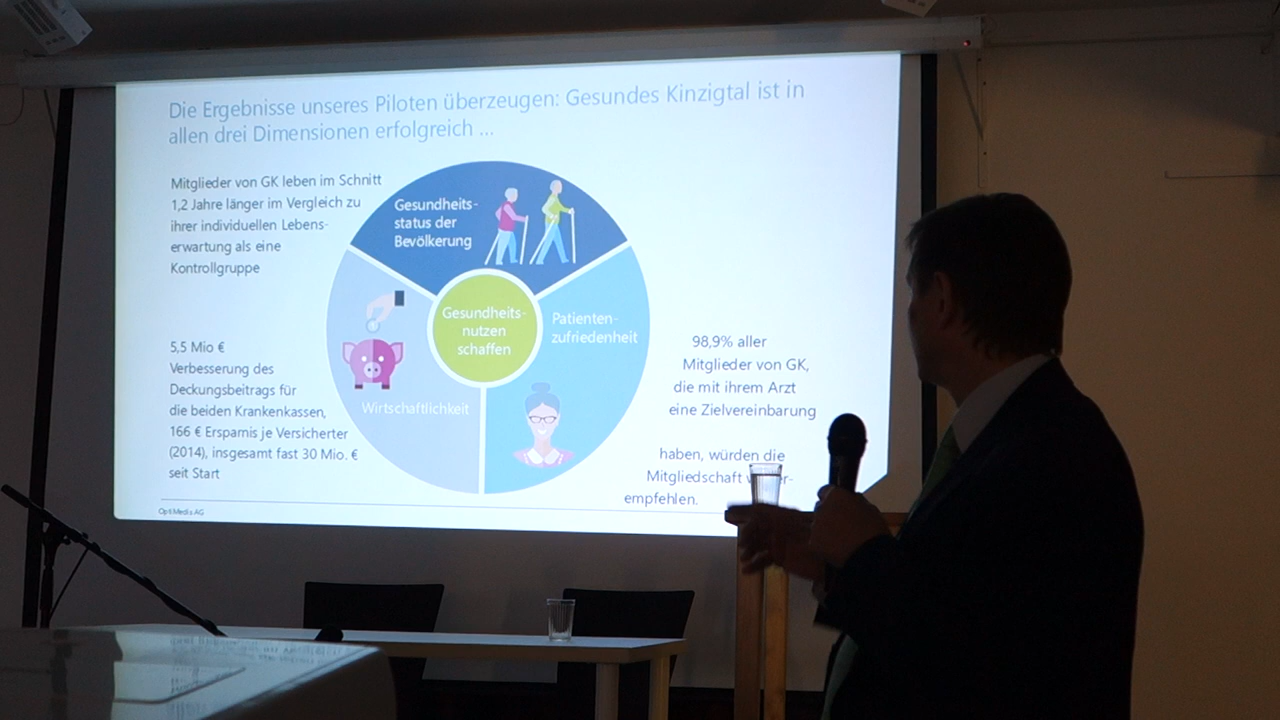 Die Ergebnisse unseres Piloten überzeugen: Gesundes Kinzigtal ist in
allen drei Dimensionen erfolgreich ...
Mitglieder von GK leben im Schnitt
1,2 Jahre länger im Vergleich zu
ihrer individuellen Lebens-
erwartung als eine
Kontrollgruppe
Gesundheits-
status der
Bevölkerung
Gesundheits-
nutzen
schaffen
Patienten-
zufriedenheit
Wirtschaftlichkeit
5,5 Mio €
Verbesserung des
Deckungsbeitrags für
die beiden Krankenkassen,
166 € Ersparnis je Versicherter
(2014), insgesamt fast 30 Mio. €
seit Start
98,9% aller
Mitglieder von GK,
die mit ihrem Arzt
eine Zielvereinbarung
haben, würden die
Mitgliedschaft
empfehlen.
OptiMedis AG